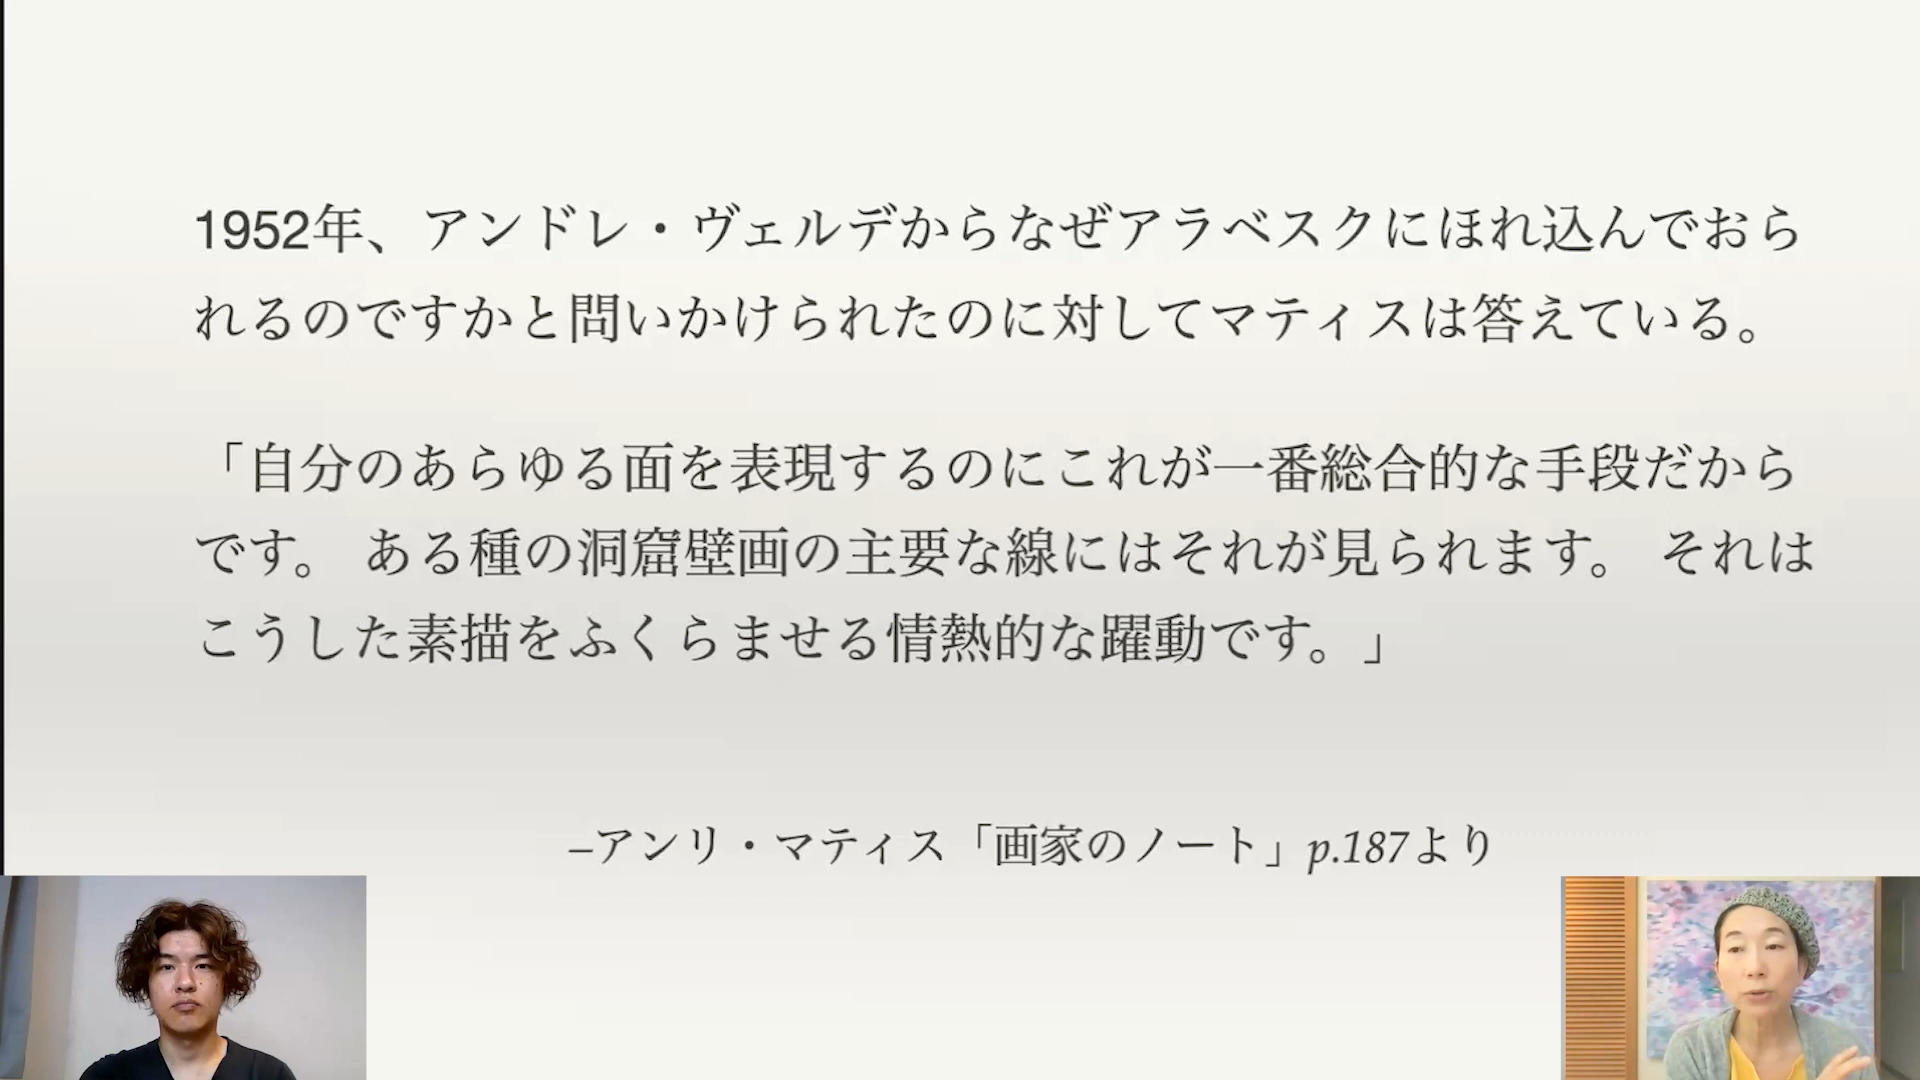 1952年、アンドレ・ヴェルデからなぜアラベスクにほれ込んでおら
れるのですかと問いかけられたのに対してマティスは答えている。
「自分のあらゆる面を表現するのにこれが一番総合的な手段だから
です。 ある種の洞窟壁画の主要な線にはそれが見られます。 それは
こうした素描をふくらませる情熱的な躍動です。」
–アンリ・マティス「画家のノート」p.187より